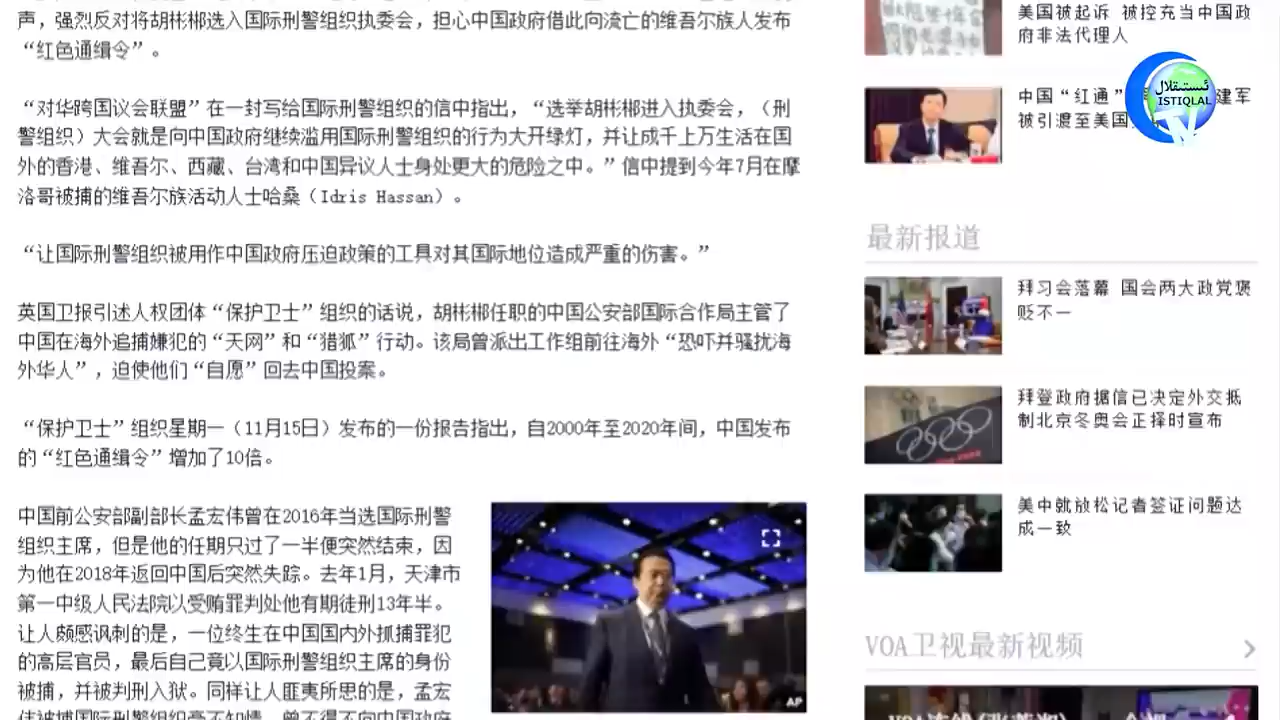 声，强烈反对将胡彬郴选入国际刑警组织执委会，担心中国政府借此向流亡的维吾尔族人发布
“红色通缉令”。
“对华跨国议会联盟”在一封写给国际刑警组织的信中指出，“选举胡彬郴进入执委会，（刑
警组织）大会就是向中国政府继续滥用国际刑警组织的行为大开绿灯，并让成千上万生活在国
外的香港、维吾尔、西藏、台湾和中国异议人士身处更大的危险之中。”信中提到今年7月在摩
洛哥被捕的维吾尔族活动人士哈桑（Idris Hassan）。
“让国际刑警组织被用作中国政府压迫政策的工具对其国际地位造成严重的伤害。”
英国卫报引述人权团体“保护卫士”组织的话说，胡彬郴任职的中国公安部国际合作局主管了
中国在海外追捕嫌犯的“天网”和“猎狐”行动。该局曾派出工作组前往海外“恐吓并骚扰海
外华人”，迫使他们“自愿”回去中国投案。
“保护卫士”组织星期一（11月15日）发布的一份报告指出，自2000年至2020年间，中国发布
的“红色通缉令”增加了10倍。
中国前公安部副部长孟宏伟曾在2016年当选国际刑警
组织主席，但是他的任期只过了一半便突然结束，因
为他在2018年返回中国后突然失踪。去年1月，天津市
第一中级人民法院以受贿罪判处他有期徒刑13年半。
让人颇感讽刺的是，一位终生在中国国内外抓捕罪犯
的高层官员，最后自己竟以国际刑警组织主席的身份
被捕，并被判刑入狱。同样让人匪夷所思的是，孟宏
伟被捕国际刑警组织毫不知情，曾不得不向中国政府
AP
美国被起诉 被控充当中国政
府非法代理人
中国“红通”
建军
被引渡至美国
ئىستىقلال
ISTIQLAL
TV
最新报道
拜习会落幕 国会两大政党褒
贬不一
拜登政府据信已决定外交抵
制北京冬奥会正择时宣布
美中就放松记者签证问题达
成一致
VOA卫视最新视频